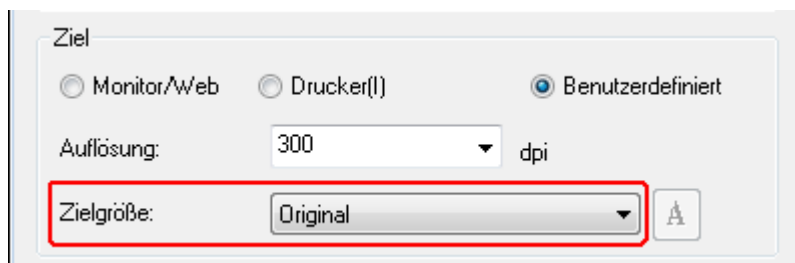 Ziel
Monitor/Web Drucker(I) Benutzerdefiniert
Auflösung: 300 dpi
Zielgröße: Original A